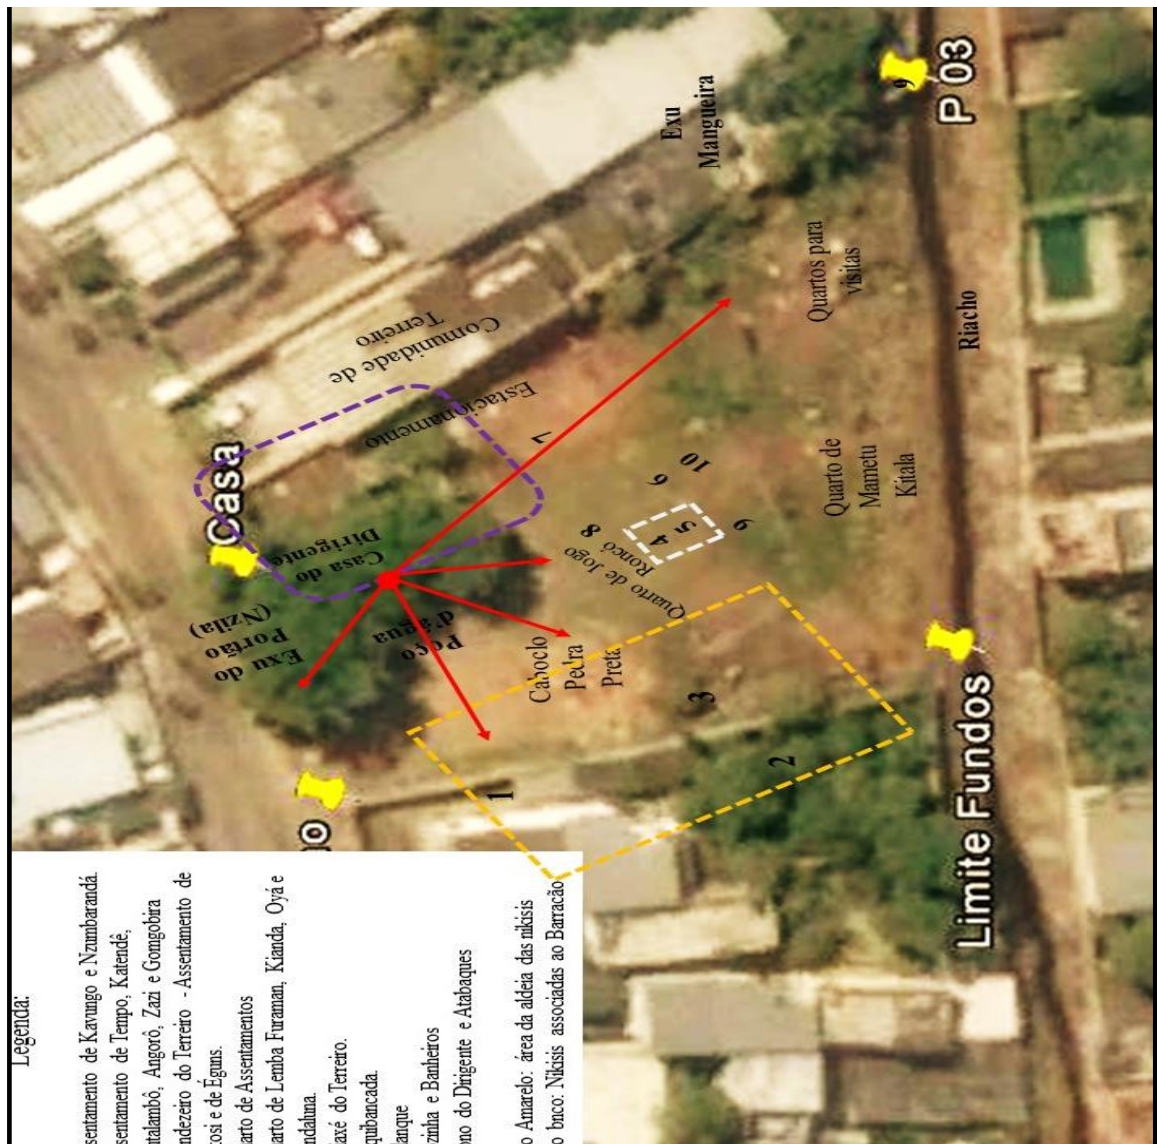 Legenda:
sentamento de Kavungo e Nzumbarandá.
sentamento de Tempo, Katendê,
talambô, Angorô, Zazi e Gomgobira
ndezeiro do Terreiro - Assentamento de
osi e de Éguns.
arto de Assentamentos
arto de Lemba Furaman, Kianda, Oyá e
ndaluna.
axé do Terreiro.
quibancada.
anque
zinha e Banheiros
ono do Dirigente e Atabaques
o Amarelo: área da aldeia das nikisis
o bnco: Nikisis associadas ao Barracão
Casa
P 03
Limite Fundos
Riacho
Exu
Mangueira
Quartos para
visitas
Quarto de
Mametu
Kitala
Comunidade de
Terreiro
Estacionamento
Casa do
Dirigente
Exu do
Portão
(Nzila)
Poço
d'água
Caboclo
Pedra
Preta
Quarto de Jogo
Roncó
1
2
3
4
5
6
7
8
9
10
9